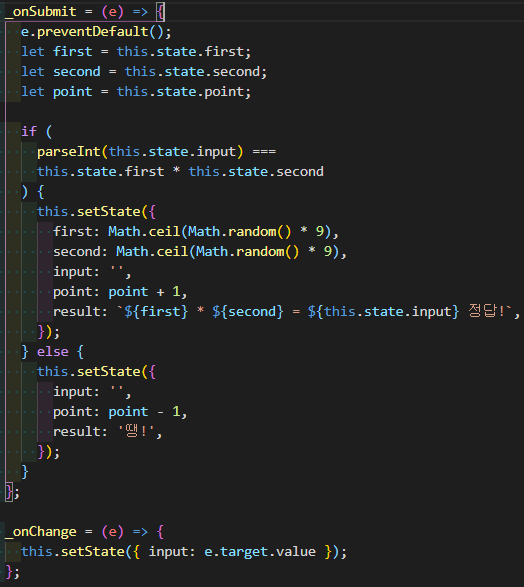 _onSubmit = (e) => {
e.preventDefault();
let first = this.state.first;
let second = this.state.second;
let point = this.state.point;
if (
parseInt(this.state.input) ===
this.state.first * this.state.second
) {
this.setState({
first: Math.ceil(Math.random() * 9),
second: Math.ceil(Math.random() * 9),
input: '',
point: point + 1,
result: `${first} * ${second} = ${this.state.input} 정답!`,
});
} else {
this.setState({
input: '',
point: point - 1,
result: '땡!',
});
}
};
_onChange = (e) => {
this.setState({ input: e.target.value });
};